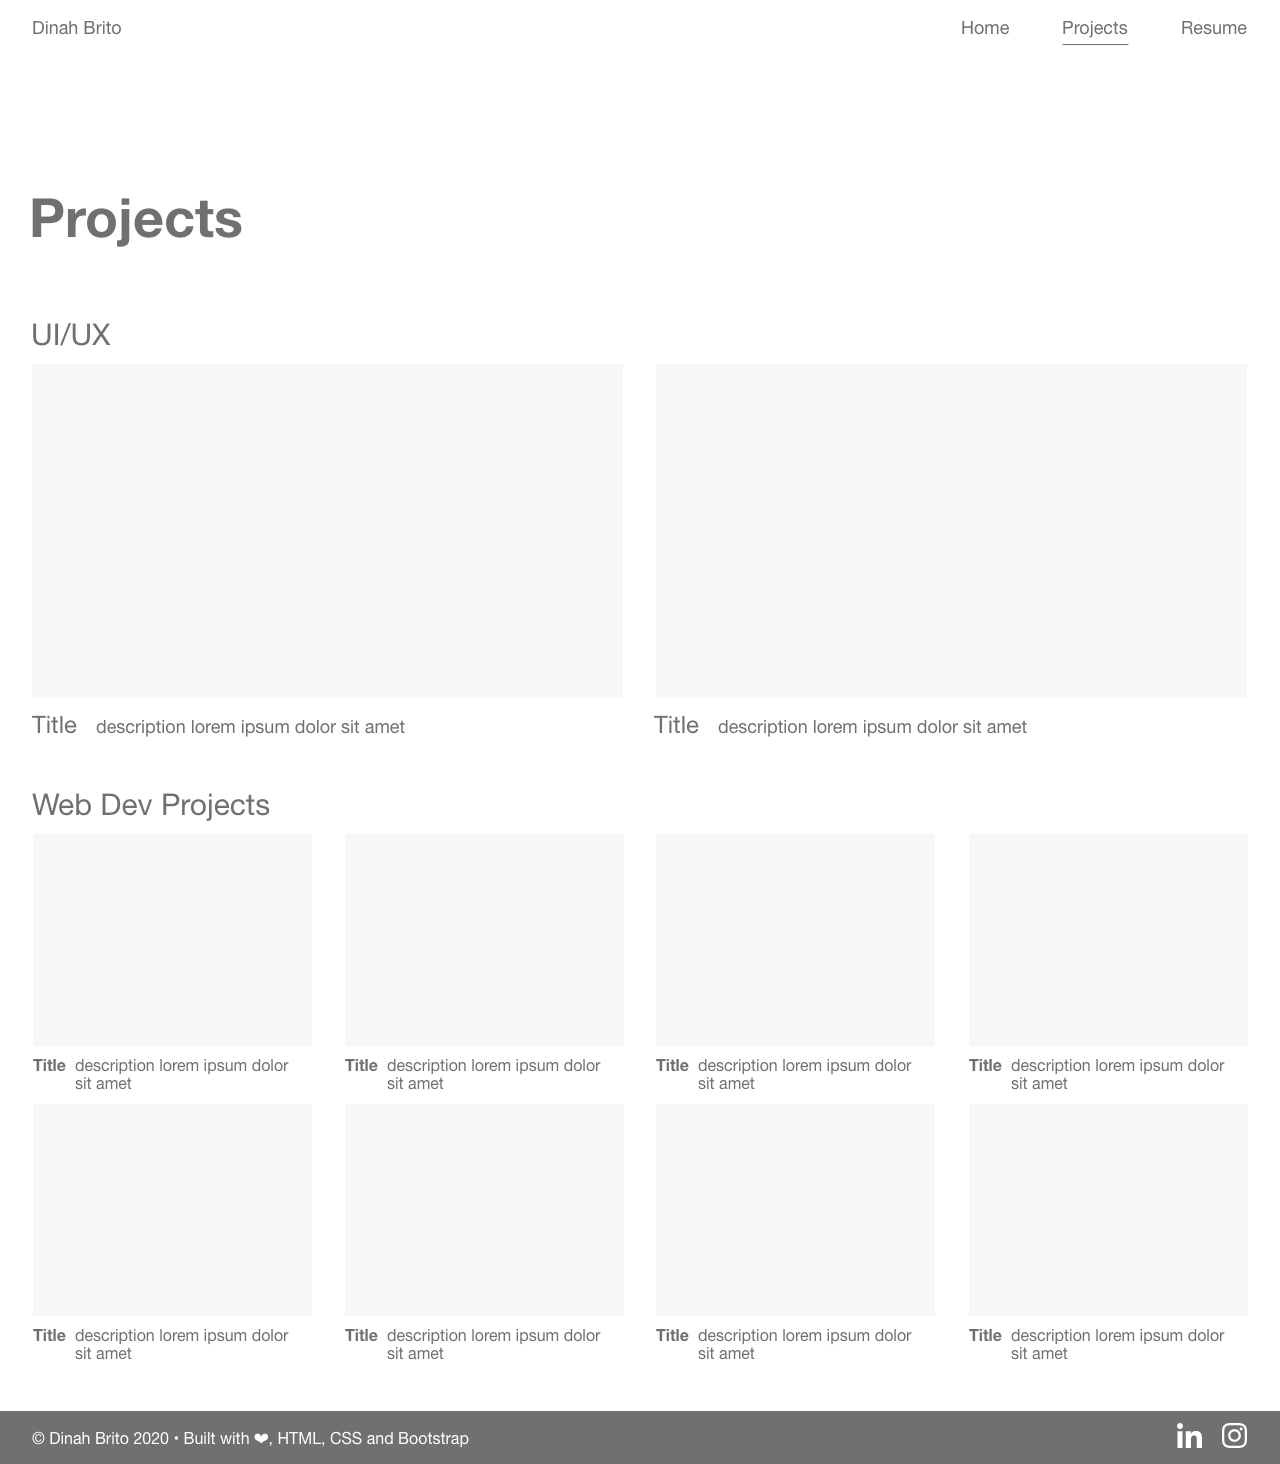 Dinah Brito
Home Projects Resume
Projects
UI/UX
Title description lorem ipsum dolor sit amet
Title description lorem ipsum dolor sit amet
Web Dev Projects
Title description lorem ipsum dolor
sit amet
Title description lorem ipsum dolor
sit amet
Title description lorem ipsum dolor
sit amet
Title description lorem ipsum dolor
sit amet
Title description lorem ipsum dolor
sit amet
Title description lorem ipsum dolor
sit amet
Title description lorem ipsum dolor
sit amet
Title description lorem ipsum dolor
sit amet
© Dinah Brito 2020 • Built with ❤, HTML, CSS and Bootstrap
in